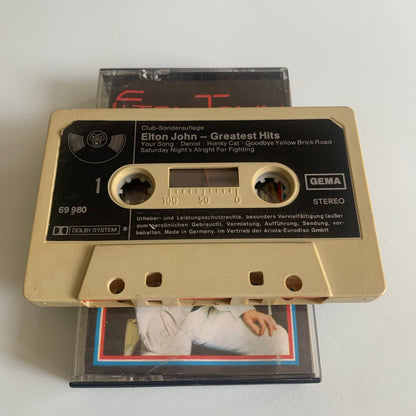 Club-Sonderauflage
Elton John – Greatest Hits
Your Song · Daniel · Honky Cat · Goodbye Yellow Brick Road
Saturday Night's Alright For Fighting
1
100 50 0
GEMA
69 980
STEREO
DOLBY SYSTEM
Urheber- und Leistungsschutzrechte, besonders Vervielfältigung (außer
zum persönlichen Gebrauch), Vermietung, Aufführung, Sendung, vor-
behalten. Made in Germany. Im Vertrieb der Ariola-Eurodisc GmbH